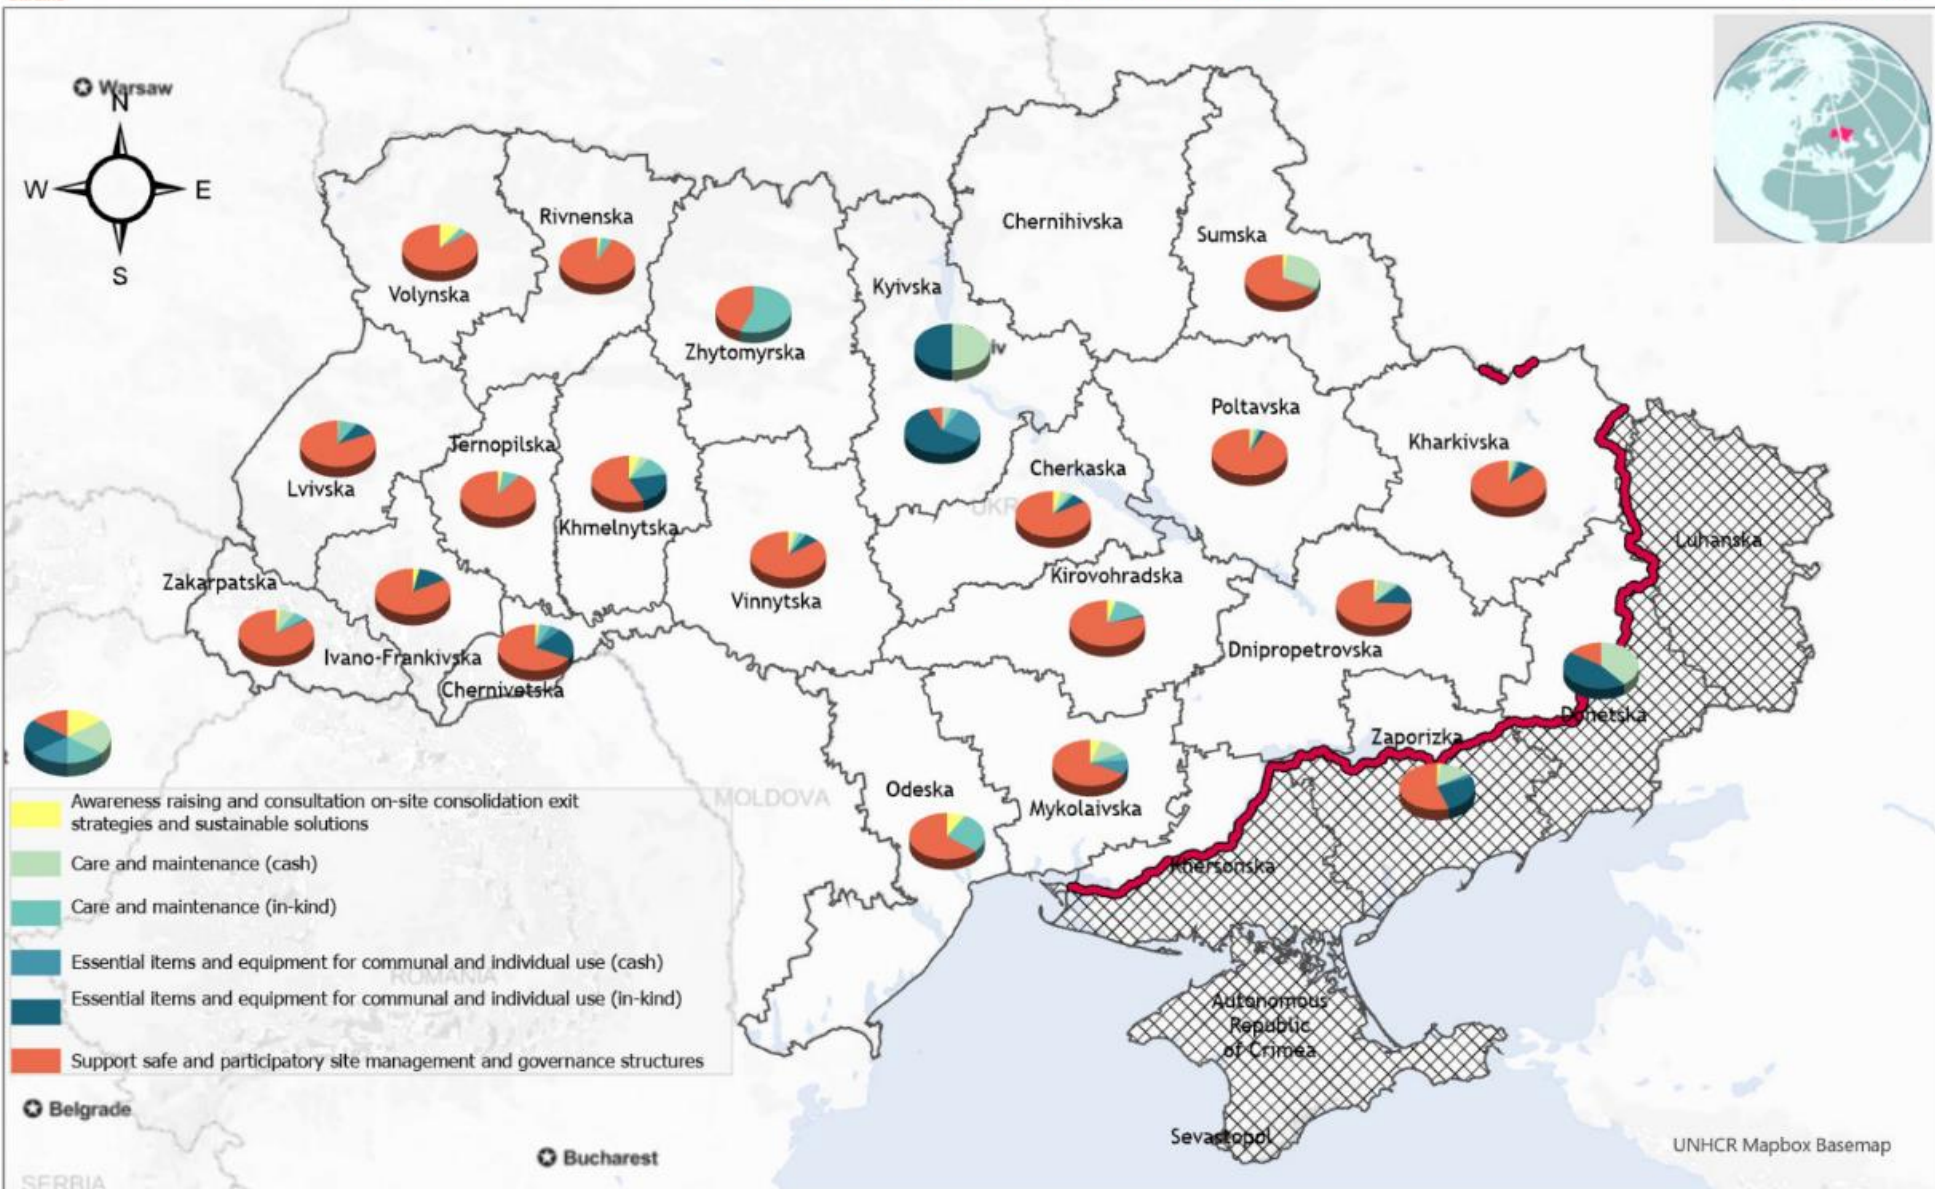 Warsaw
N
W
E
S
Volynska
Rivnenska
Zhytomyrska
Kyivska
iv
Chernihivska
Sumska
Lvivska
Ternopilska
Khmelnytska
Vinnytska
Cherkaska
Poltavska
Kharkivska
Luhanska
UKR
Zakarpatska
Ivano-Frankivska
Chernivetska
Kirovohradska
Dnipropetrovska
Donetska
Zaporizka
Odeska
Mykolaivska
Khersonska
MOLDOVA
ROMANIA
Autonomous
Republic
of Crimea
Sevastopol
Awareness raising and consultation on-site consolidation exit
strategies and sustainable solutions
Care and maintenance (cash)
Care and maintenance (in-kind)
Essential items and equipment for communal and individual use (cash)
Essential items and equipment for communal and individual use (in-kind)
Support safe and participatory site management and governance structures
Belgrade
Bucharest
SERBIA
UNHCR Mapbox Basemap